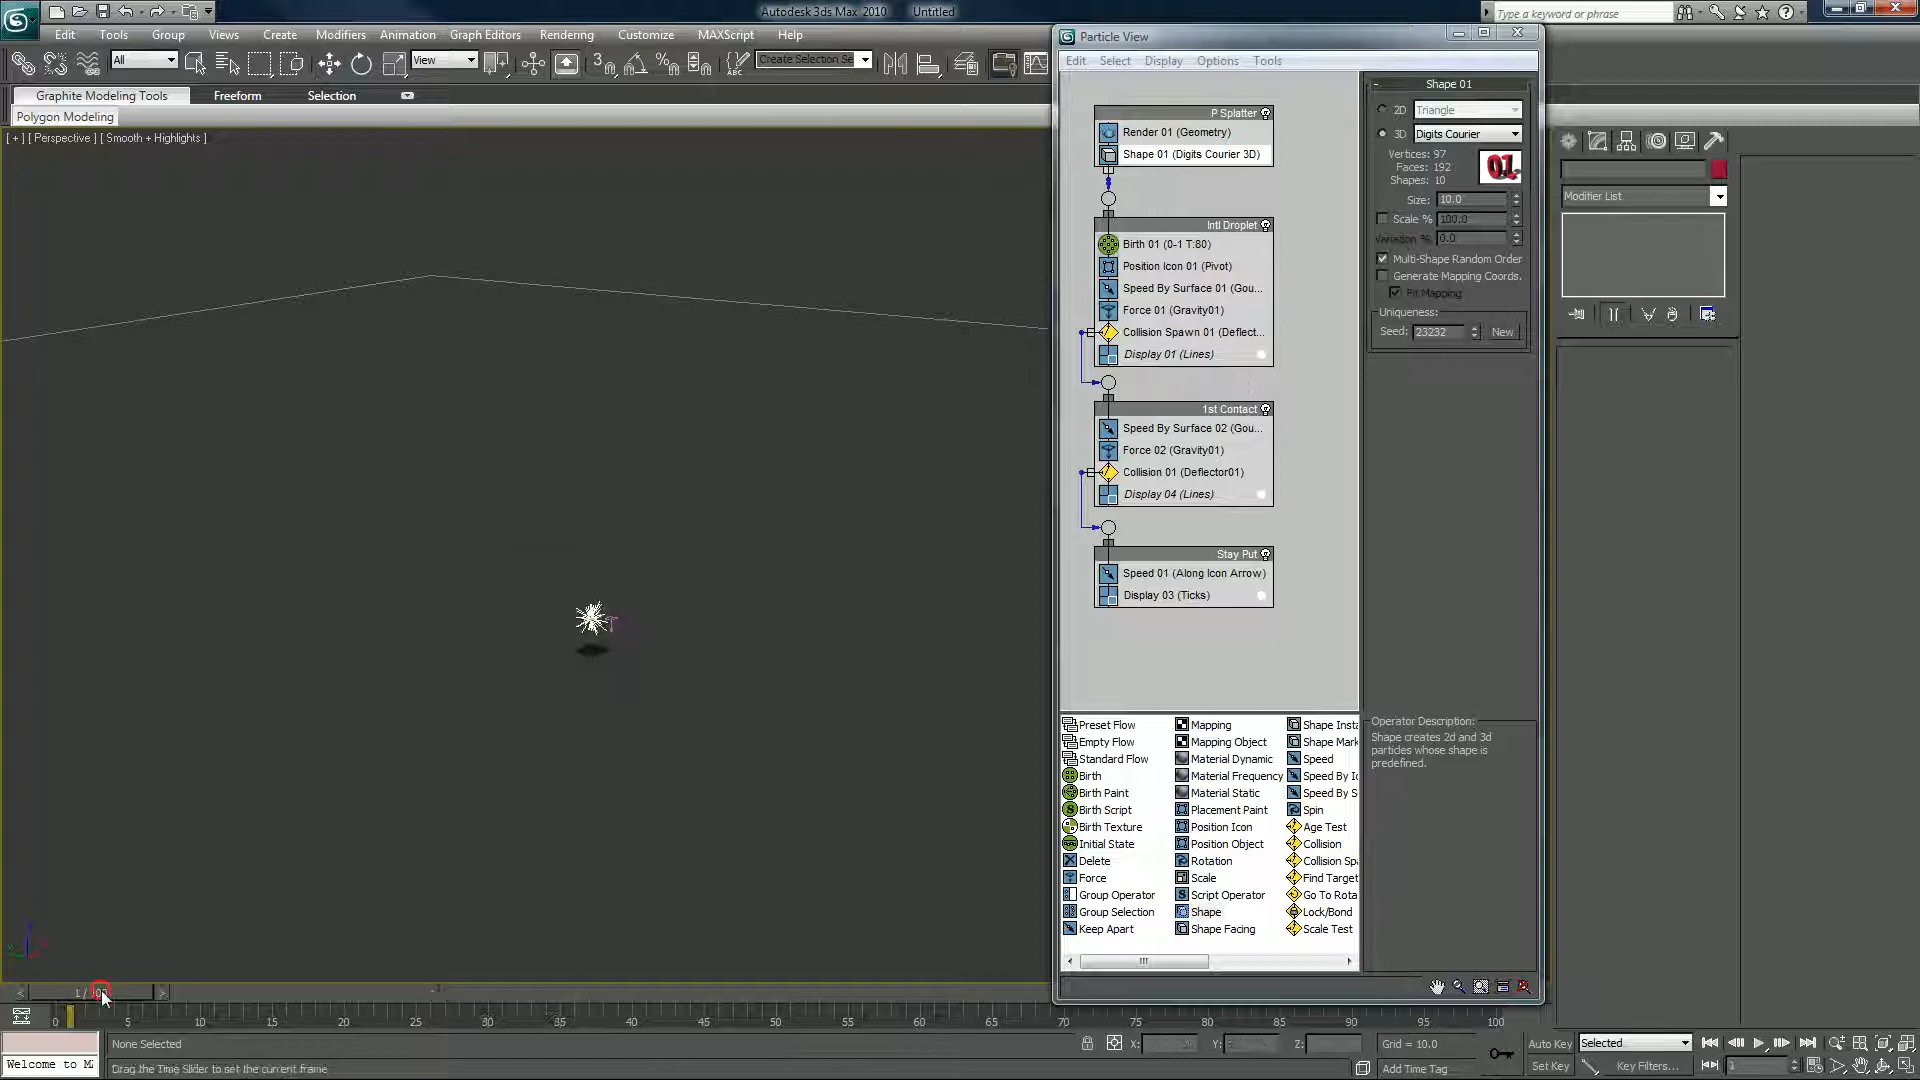 Autodesk 3ds Max 2010 Untitled
Type a keyword or phrase
Edit Tools Group Views Create Modifiers Animation Graph Editors Rendering Customize MAXScript Help
All
View
Create Selection Se
Graphite Modeling Tools Freeform Selection
Polygon Modeling
[ + ] [ Perspective ] [ Smooth + Highlights ]
Particle View
Edit Select Display Options Tools
P Splatter
Render 01 (Geometry)
Shape 01 (Digits Courier 3D)
Intl Droplet
Birth 01 (0-1 T:80)
Position Icon 01 (Pivot)
Speed By Surface 01 (Gou...
Force 01 (Gravity01)
Collision Spawn 01 (Deflect...
Display 01 (Lines)
1st Contact
Speed By Surface 02 (Gou...
Force 02 (Gravity01)
Collision 01 (Deflector01)
Display 04 (Lines)
Stay Put
Speed 01 (Along Icon Arrow)
Display 03 (Ticks)
Shape 01
2D Triangle
3D Digits Courier
Vertices: 97
Faces: 192
Shapes: 10
Size: 10.0
Scale % 100.0
Variation %: 0.0
Multi-Shape Random Order
Generate Mapping Coords.
Fit Mapping
Uniqueness:
Seed: 23232 New
Modifier List
Preset Flow Mapping Shape Insta
Empty Flow Mapping Object Shape Mark
Standard Flow Material Dynamic Speed
Birth Material Frequency Speed By Ic
Birth Paint Material Static Speed By S
Birth Script Placement Paint Spin
Birth Texture Position Icon Age Test
Initial State Position Object Collision
Delete Rotation Collision Spa
Force Scale Find Target
Group Operator Script Operator Go To Rota
Group Selection Shape Lock/Bond
Keep Apart Shape Facing Scale Test
Operator Description:
Shape creates 2d and 3d
particles whose shape is
predefined.
0 5 10 15 20 25 30 35 40 45 50 55 60 65 70 75 80 85 90 95 100
None Selected
X: Y: Z: Grid = 10.0
Auto Key Selected
Welcome to M
Drag the Time Slider to set the current frame
Add Time Tag
Set Key Key Filters...
1